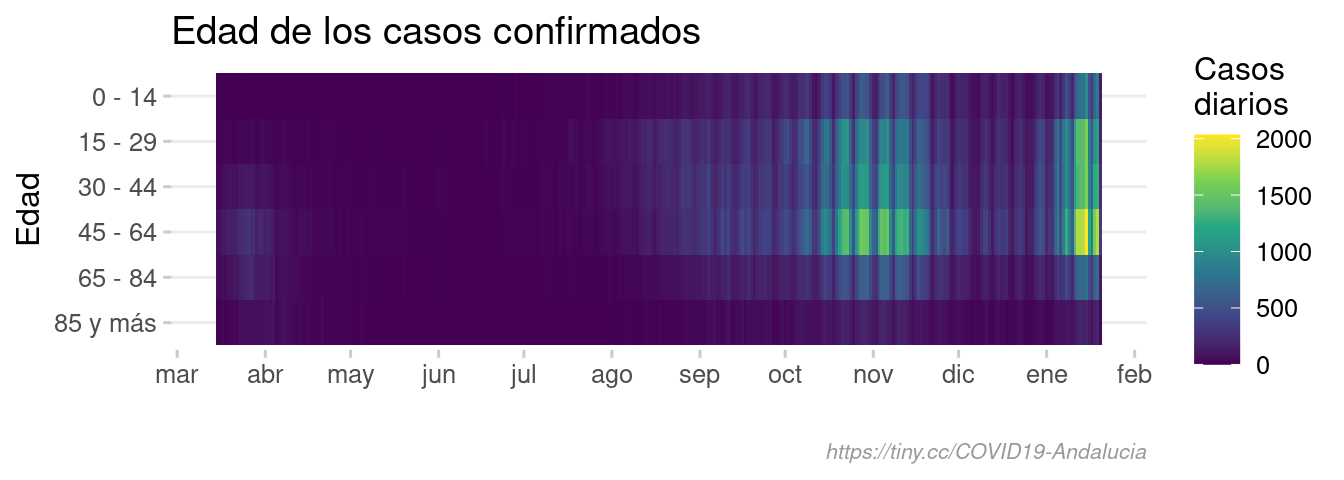 Edad de los casos confirmados
Edad
0 - 14
15 - 29
30 - 44
45 - 64
65 - 84
85 y más
mar abr may jun jul ago sep oct nov dic ene feb
Casos
diarios
2000
1500
1000
500
0
https://tiny.cc/COVID19-Andalucia